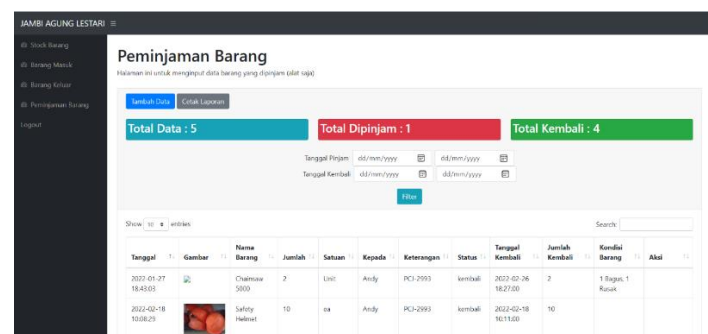 JAMBI AGUNG LESTARI
Stock Barang
Barang Masuk
Barang Keluar
Peminjaman Barang
Logout
Peminjaman Barang
Halaman ini untuk menginput data barang yang dipinjam (alat saja)
Tambah Data Cetak Laporan
Total Data : 5 Total Dipinjam : 1 Total Kembali : 4
Tanggal Pinjam dd/mm/yyyy dd/mm/yyyy
Tanggal Kembali dd/mm/yyyy dd/mm/yyyy
Filter
Show 10 entries Search:
Tanggal Gambar Nama Barang Jumlah Satuan Kepada Keterangan Status Tanggal Kembali Jumlah Kembali Kondisi Barang Aksi
2022-01-27 18:43:03 Chainsaw 5000 2 Unit Andy PCJ-2993 kembali 2022-02-26 18:27:00 2 1 Bagus, 1 Rusak
2022-02-18 10:08:29 Safety Helmet 10 ea Andy PCJ-2993 kembali 2022-02-18 10:11:00 10